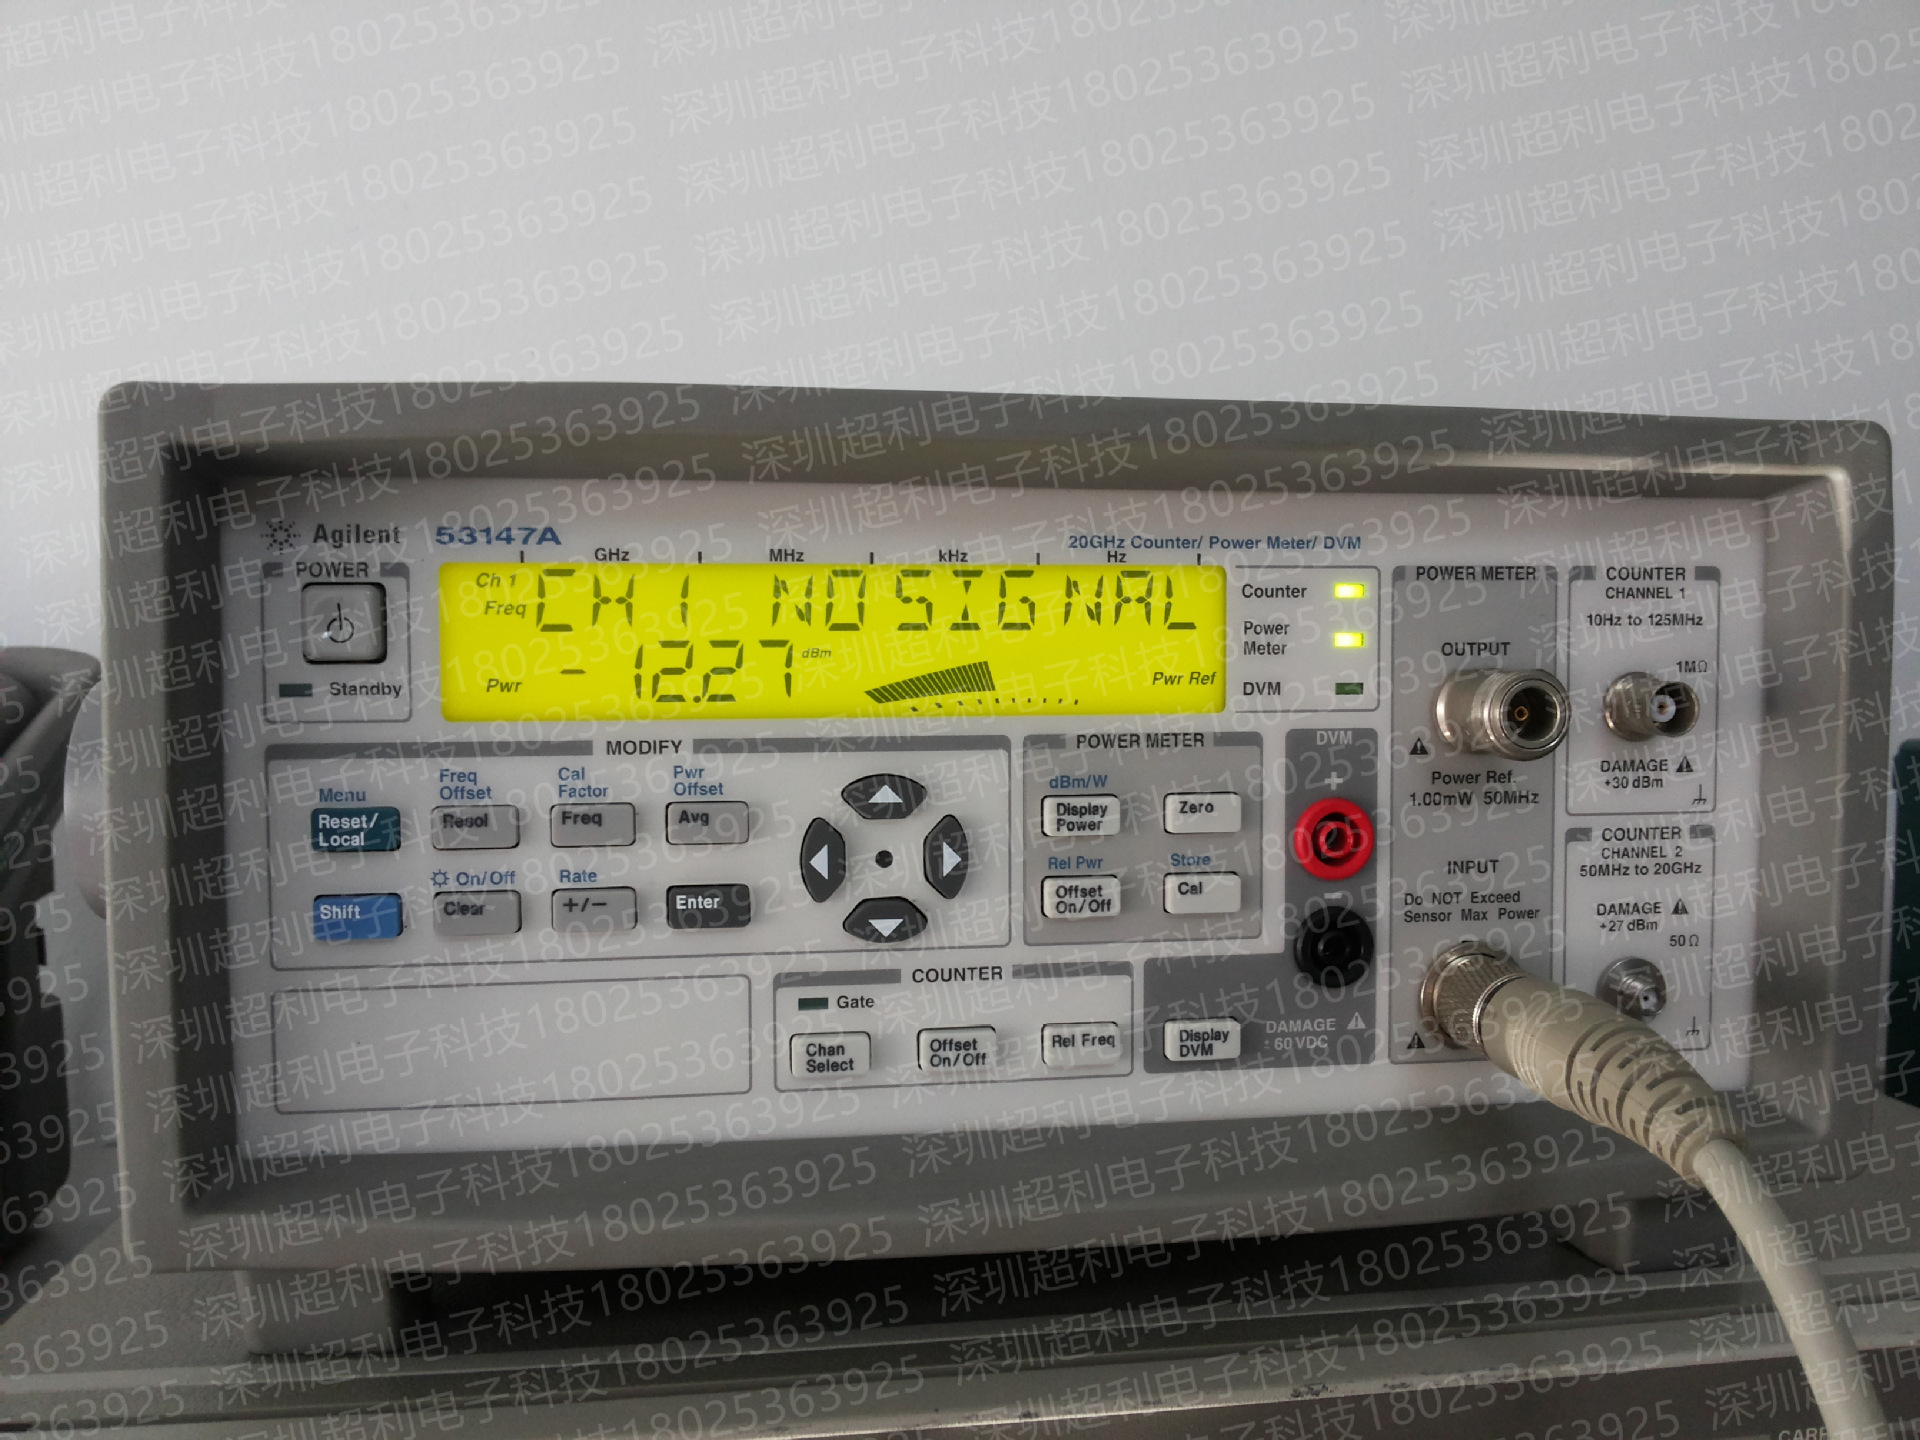 深圳超利电子科技18025363925
Agilent 53147A
20GHz Counter/ Power Meter/ DVM
GHz MHz kHz Hz
POWER
Standby
Ch 1
Freq
CH 1 NO SIGNAL
Pwr
- 12.27 dBm
Pwr Ref
Counter
Power
Meter
DVM
MODIFY
Menu
Reset/
Local
Freq
Offset
Resol
Cal
Factor
Freq
Pwr
Offset
Avg
Shift
On/Off
Clear
Rate
+/−
Enter
POWER METER
dBm/W
Display
Power
Zero
Rel Pwr
Offset
On/Off
Store
Cal
COUNTER
Gate
Chan
Select
Offset
On/Off
Rel Freq
DVM
+
−
Display
DVM
DAMAGE
± 60VDC
POWER METER
OUTPUT
Power Ref.
1.00mW 50MHz
INPUT
Do NOT Exceed
Sensor Max Power
COUNTER
CHANNEL 1
10Hz to 125MHz
1MΩ
DAMAGE
+30 dBm
COUNTER
CHANNEL 2
50MHz to 20GHz
DAMAGE
+27 dBm
50Ω